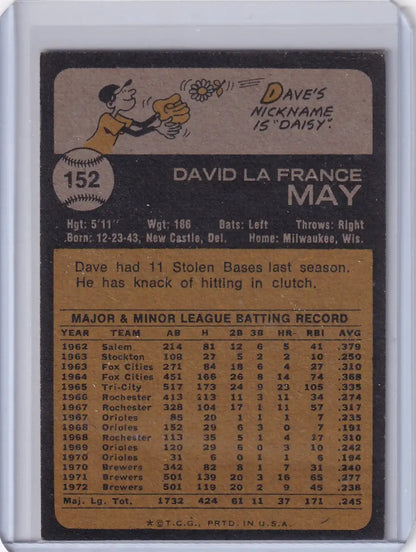 DAVE'S
NICKNAME
IS "DAISY"
152
DAVID LA FRANCE
MAY
Hgt: 5'11" Wgt: 186 Bats: Left Throws: Right
Born: 12-23-43, New Castle, Del. Home: Milwaukee, Wis.
Dave had 11 Stolen Bases last season.
He has knack of hitting in clutch.
MAJOR & MINOR LEAGUE BATTING RECORD
YEAR TEAM AB H 2B 3B HR RBI AVG
1962 Salem 214 81 12 6 5 41 .379
1963 Stockton 108 27 5 2 2 10 .250
1963 Fox Cities 271 84 18 6 4 27 .310
1964 Fox Cities 451 166 26 8 14 74 .368
1965 Tri-City 517 173 24 9 23 105 .335
1966 Rochester 413 113 11 34 .274
1967 Rochester 328 104 17 1 11 57 .317
1967 Orioles 85 20 1 1 1 7 .235
1968 Orioles 152 29 6 3 0 7 .191
1968 Rochester 113 35 5 1 4 17 .310
1969 Orioles 120 29 6 0 3 10 .242
1970 Orioles 31 6 0 1 1 6 .194
1970 Brewers 342 82 8 1 7 31 .240
1971 Brewers 501 139 20 3 16 65 .277
1972 Brewers 500 119 20 2 9 45 .238
Maj. Lg. Tot. 1732 424 61 11 37 171 .245
*©T.C.G., PRTD. IN U.S.A.